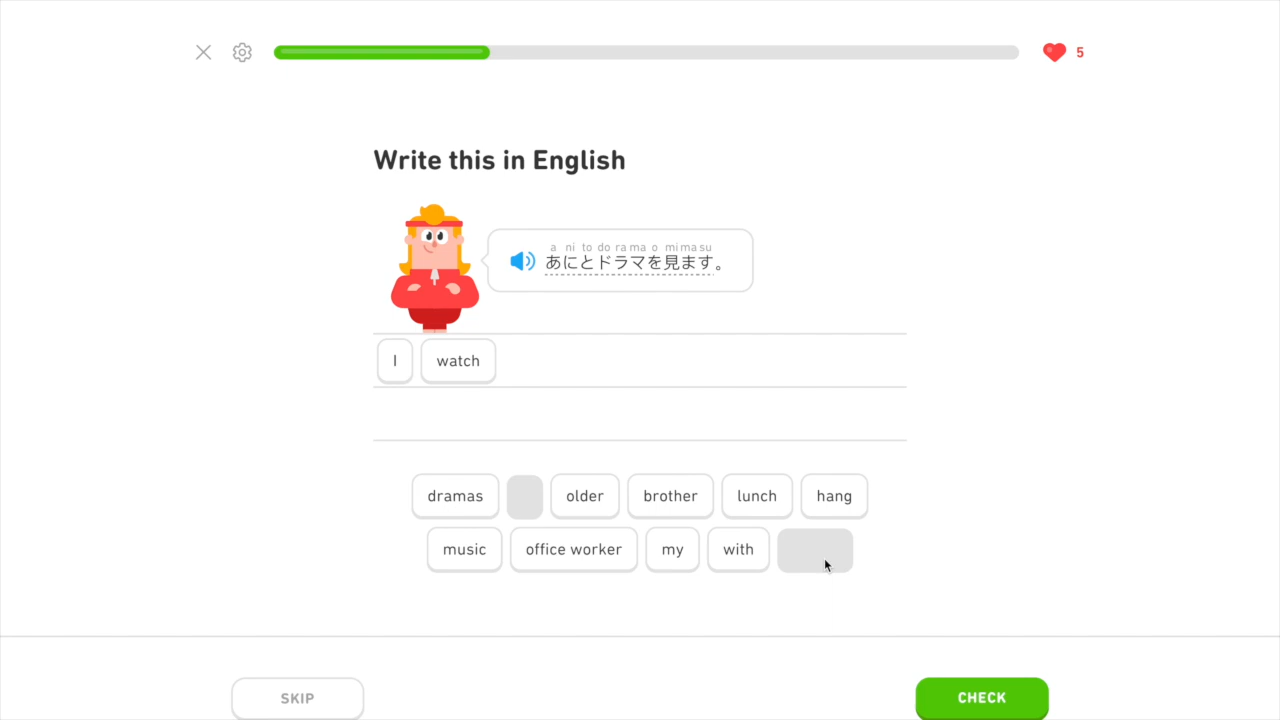 5
Write this in English
a ni to do ra ma o mi ma su
あにとドラマを見ます。
I watch
dramas older brother lunch hang
music office worker my with
SKIP CHECK